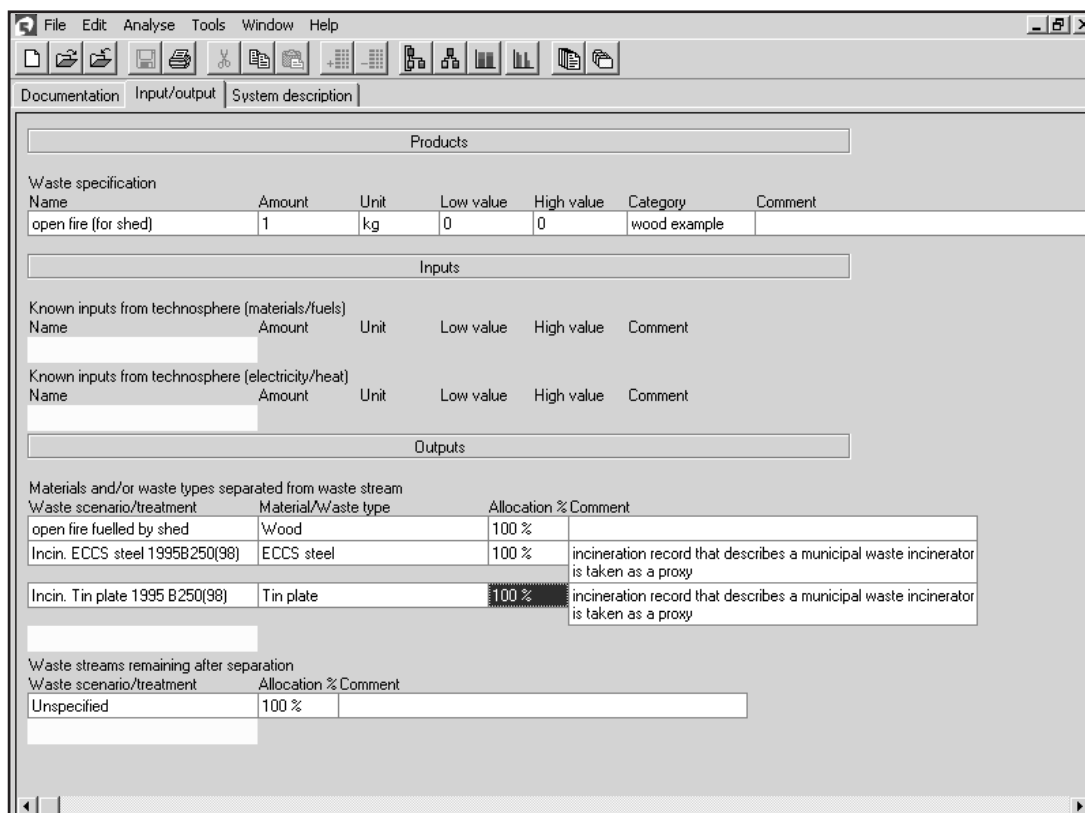 File Edit Analyse Tools Window Help
Documentation Input/output System description
Products
Waste specification
Name Amount Unit Low value High value Category Comment
open fire (for shed) 1 kg 0 0 wood example
Inputs
Known inputs from technosphere (materials/fuels)
Name Amount Unit Low value High value Comment
Known inputs from technosphere (electricity/heat)
Name Amount Unit Low value High value Comment
Outputs
Materials and/or waste types separated from waste stream
Waste scenario/treatment Material/Waste type Allocation % Comment
open fire fuelled by shed Wood 100 %
Incin. ECCS steel 1995B250(98) ECCS steel 100 % incineration record that describes a municipal waste incinerator
is taken as a proxy
Incin. Tin plate 1995 B250(98) Tin plate 100 % incineration record that describes a municipal waste incinerator
is taken as a proxy
Waste streams remaining after separation
Waste scenario/treatment Allocation % Comment
Unspecified 100 %